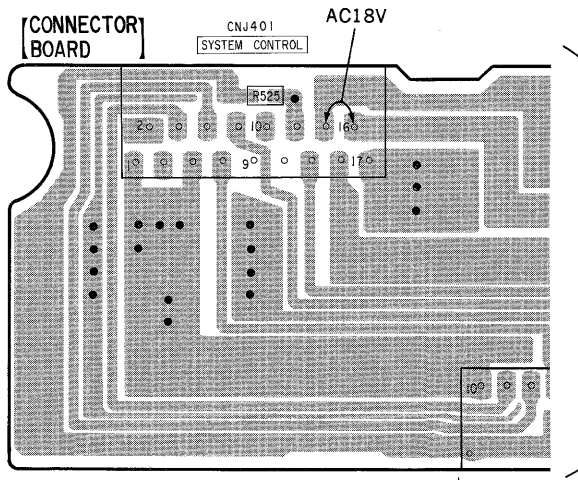 [CONNECTOR
BOARD]
CNJ401
SYSTEM CONTROL
AC18V
R525
2 10 16
1 9 17
10